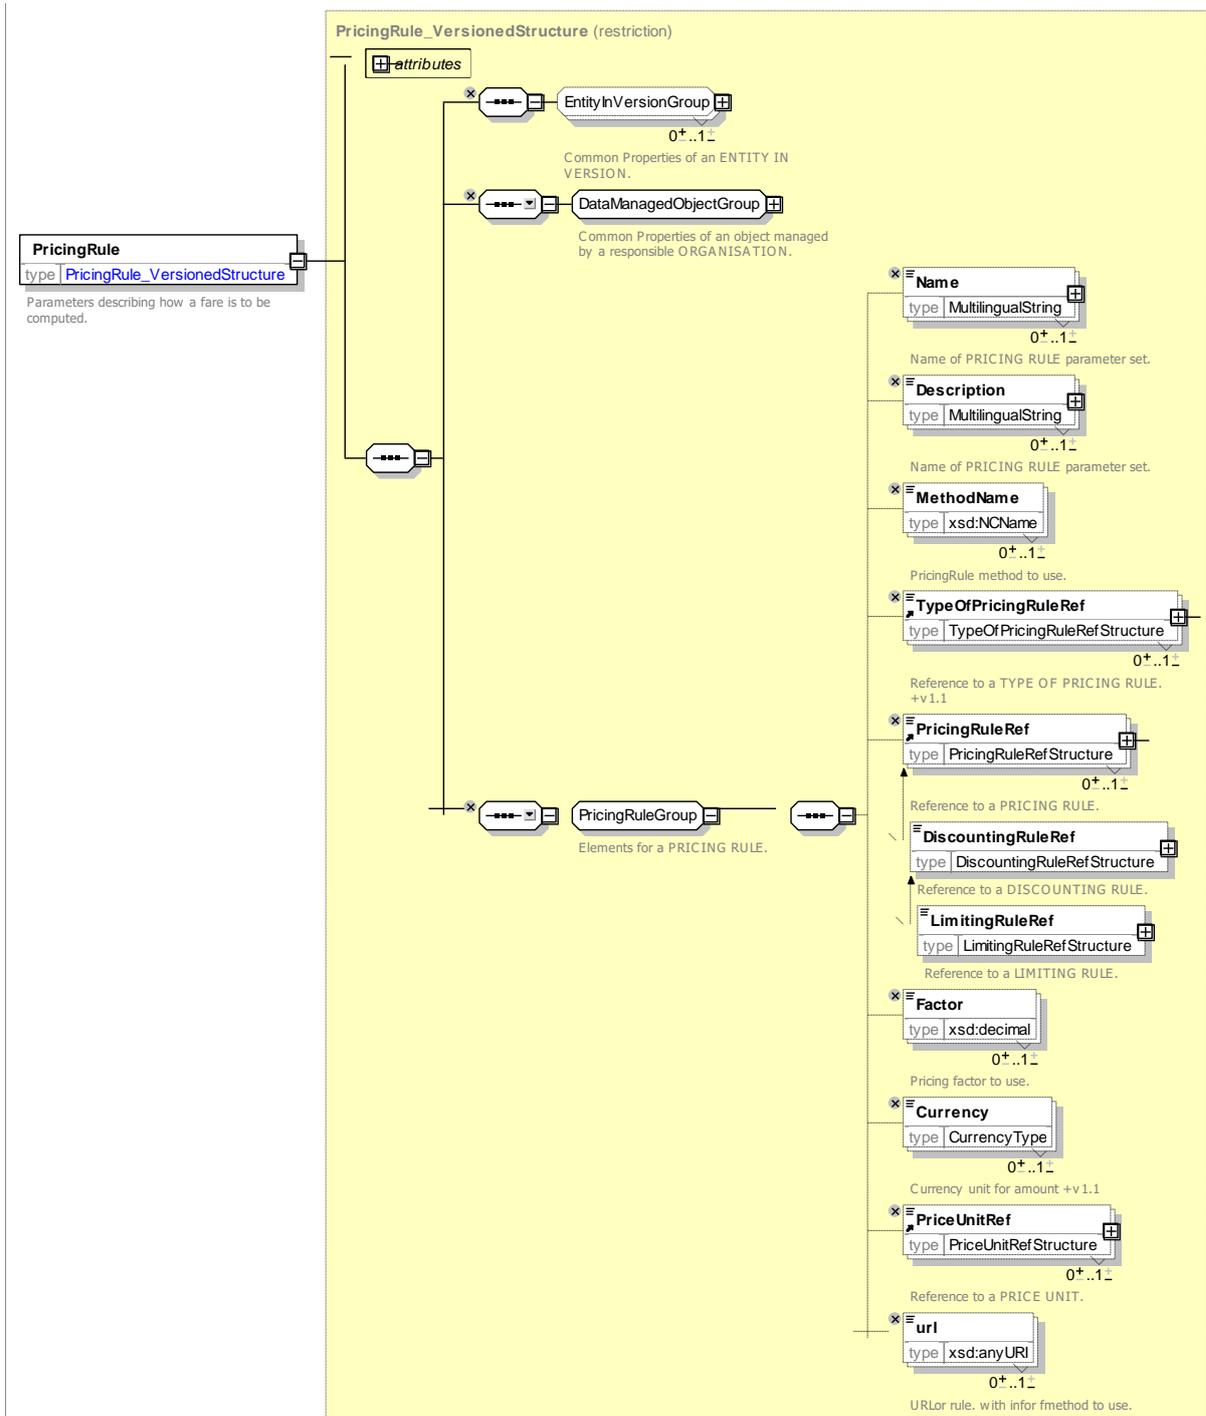 PricingRule_VersionedStructure (restriction)
attributes
EntityInVersionGroup
0..1
Common Properties of an ENTITY IN
VERSION.
DataManagedObjectGroup
Common Properties of an object managed
by a responsible ORGANISATION.
PricingRule
type PricingRule_VersionedStructure
Parameters describing how a fare is to be
computed.
Name
type MultilingualString
0..1
Name of PRICING RULE parameter set.
Description
type MultilingualString
0..1
Name of PRICING RULE parameter set.
MethodName
type xsd:NCName
0..1
PricingRule method to use.
TypeOfPricingRuleRef
type TypeOfPricingRuleRefStructure
0..1
Reference to a TYPE OF PRICING RULE.
+v1.1
PricingRuleRef
type PricingRuleRefStructure
0..1
Reference to a PRICING RULE.
PricingRuleGroup
Elements for a PRICING RULE.
DiscountingRuleRef
type DiscountingRuleRefStructure
Reference to a DISCOUNTING RULE.
LimitingRuleRef
type LimitingRuleRefStructure
Reference to a LIMITING RULE.
Factor
type xsd:decimal
0..1
Pricing factor to use.
Currency
type CurrencyType
0..1
Currency unit for amount +v1.1
PriceUnitRef
type PriceUnitRefStructure
0..1
Reference to a PRICE UNIT.
url
type xsd:anyURI
0..1
URLor rule. with infor fmethod to use.